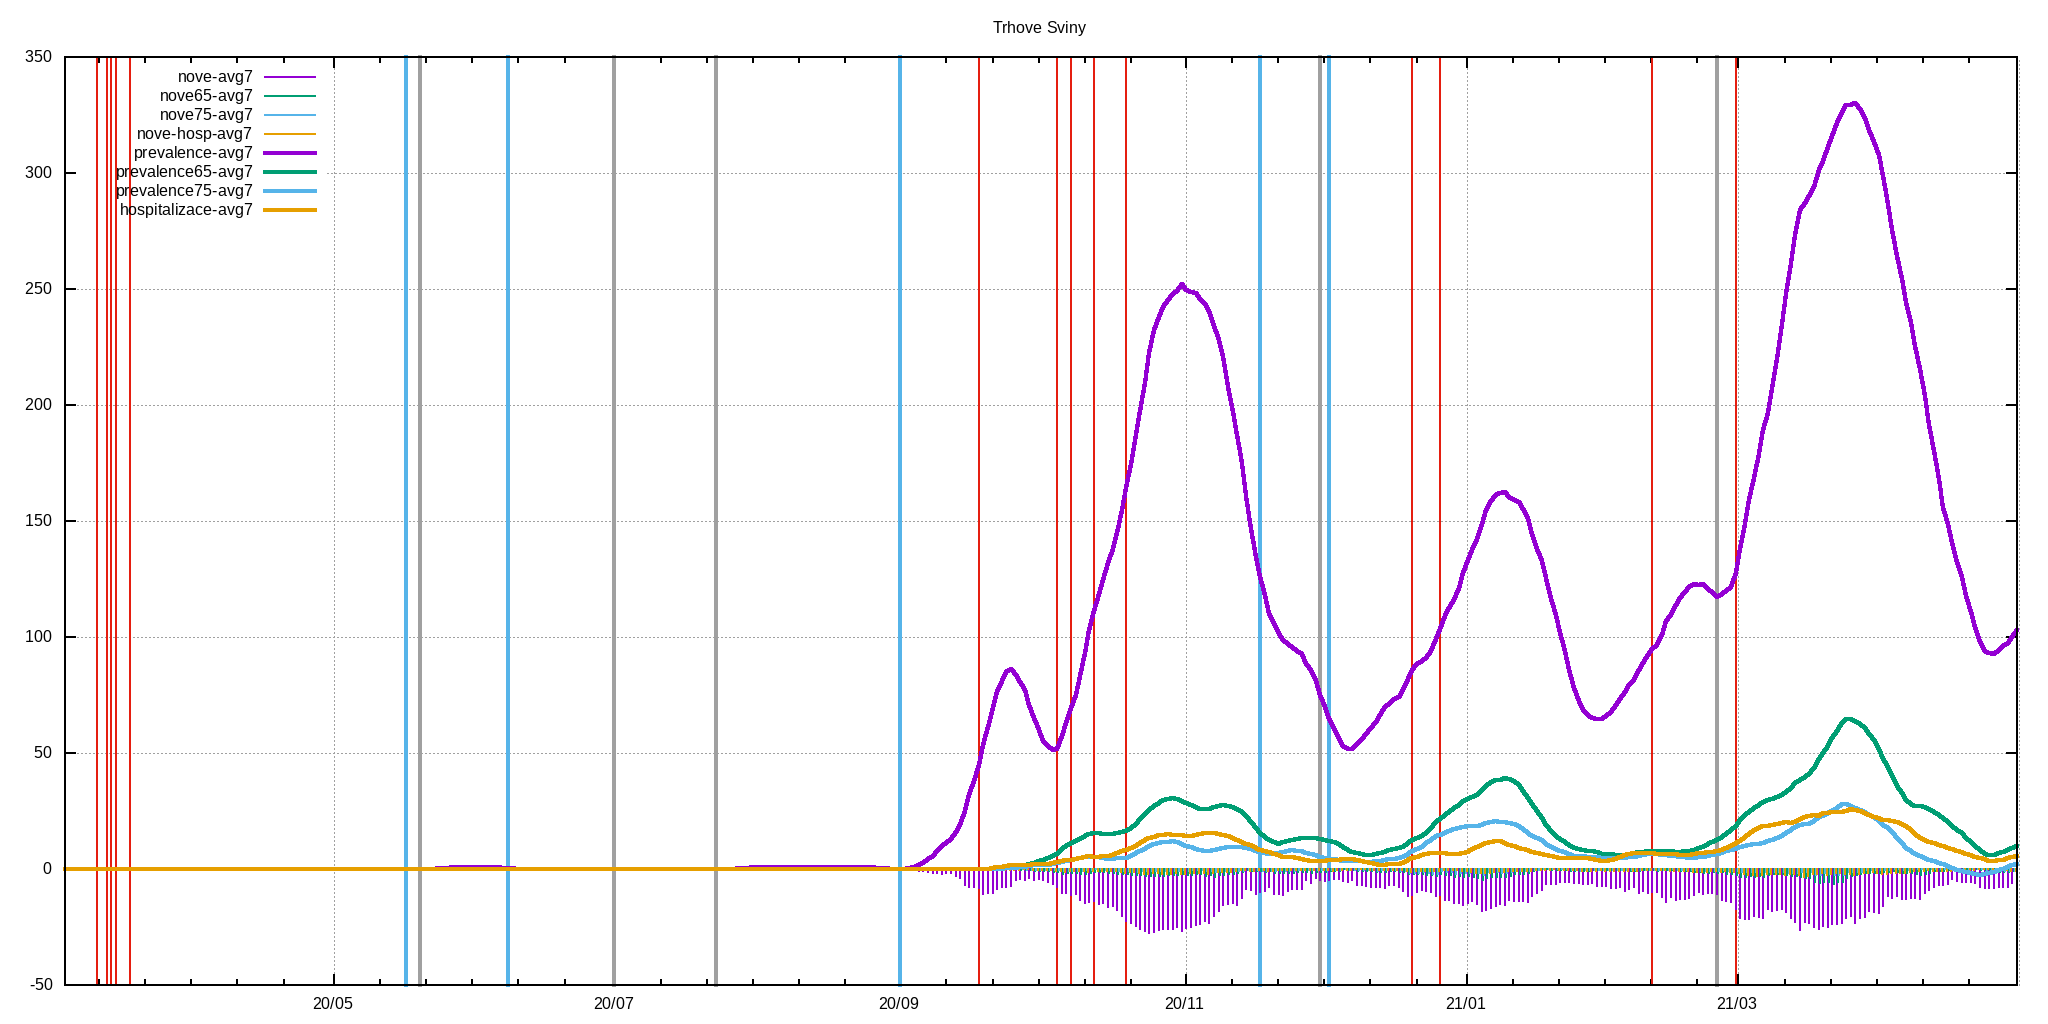 Trhove Sviny
350
300
250
200
150
100
50
0
-50
nove-avg7
nove65-avg7
nove75-avg7
nove-hosp-avg7
prevalence-avg7
prevalence65-avg7
prevalence75-avg7
hospitalizace-avg7
20/05 20/07 20/09 20/11 21/01 21/03